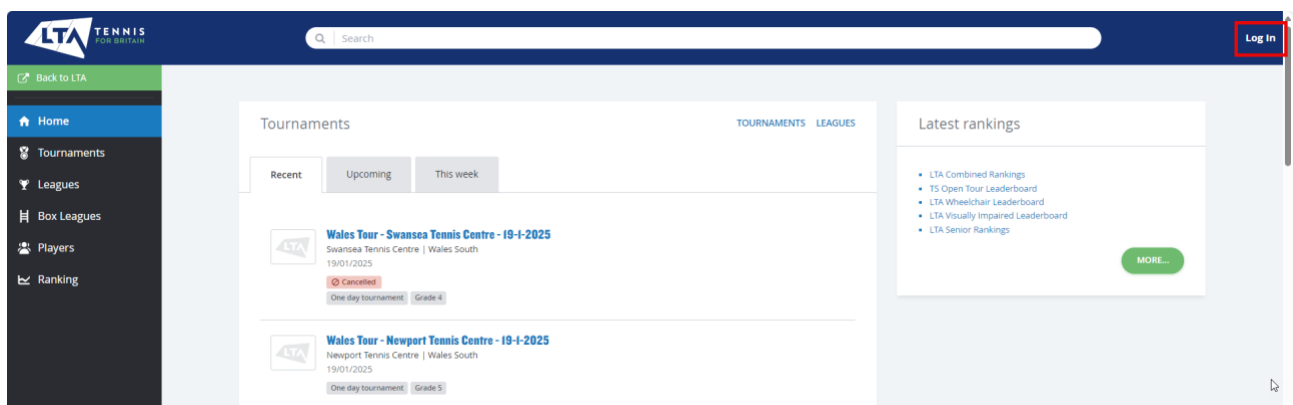 LTA TENNIS
FOR BRITAIN
Search
Log In
Back to LTA
Home
Tournaments
Leagues
Box Leagues
Players
Ranking
Tournaments
TOURNAMENTS LEAGUES
Recent Upcoming This week
LTA
Wales Tour - Swansea Tennis Centre - 19-1-2025
Swansea Tennis Centre | Wales South
19/01/2025
Cancelled
One day tournament Grade 4
LTA
Wales Tour - Newport Tennis Centre - 19-1-2025
Newport Tennis Centre | Wales South
19/01/2025
One day tournament Grade 5
Latest rankings
• LTA Combined Rankings
• TS Open Tour Leaderboard
• LTA Wheelchair Leaderboard
• LTA Visually Impaired Leaderboard
• LTA Senior Rankings
MORE...